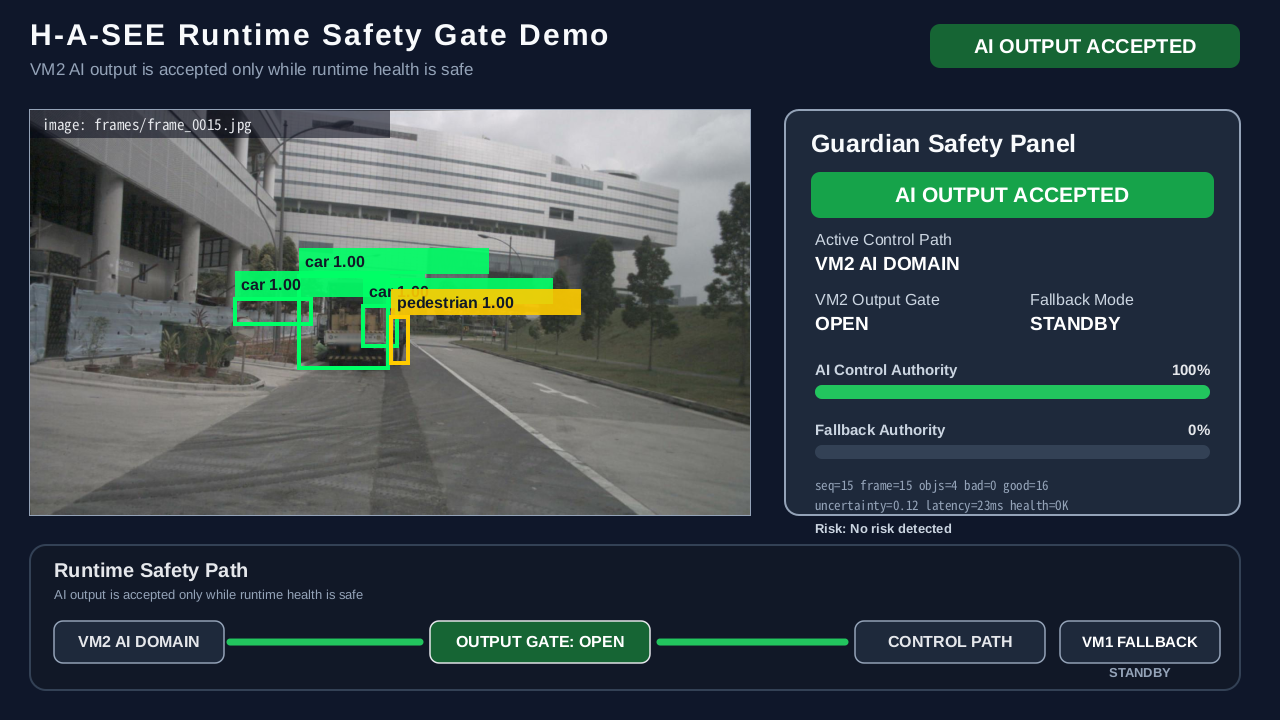 H-A-SEE Runtime Safety Gate Demo
VM2 AI output is accepted only while runtime health is safe
AI OUTPUT ACCEPTED
image: frames/frame_0015.jpg
car 1.00
car 1.00
car 1.00
pedestrian 1.00
Guardian Safety Panel
AI OUTPUT ACCEPTED
Active Control Path
VM2 AI DOMAIN
VM2 Output Gate
Fallback Mode
OPEN
STANDBY
AI Control Authority
100%
Fallback Authority
0%
seq=15 frame=15 objs=4 bad=0 good=16
uncertainty=0.12 latency=23ms health=OK
Risk: No risk detected
Runtime Safety Path
AI output is accepted only while runtime health is safe
VM2 AI DOMAIN
OUTPUT GATE: OPEN
CONTROL PATH
VM1 FALLBACK
STANDBY